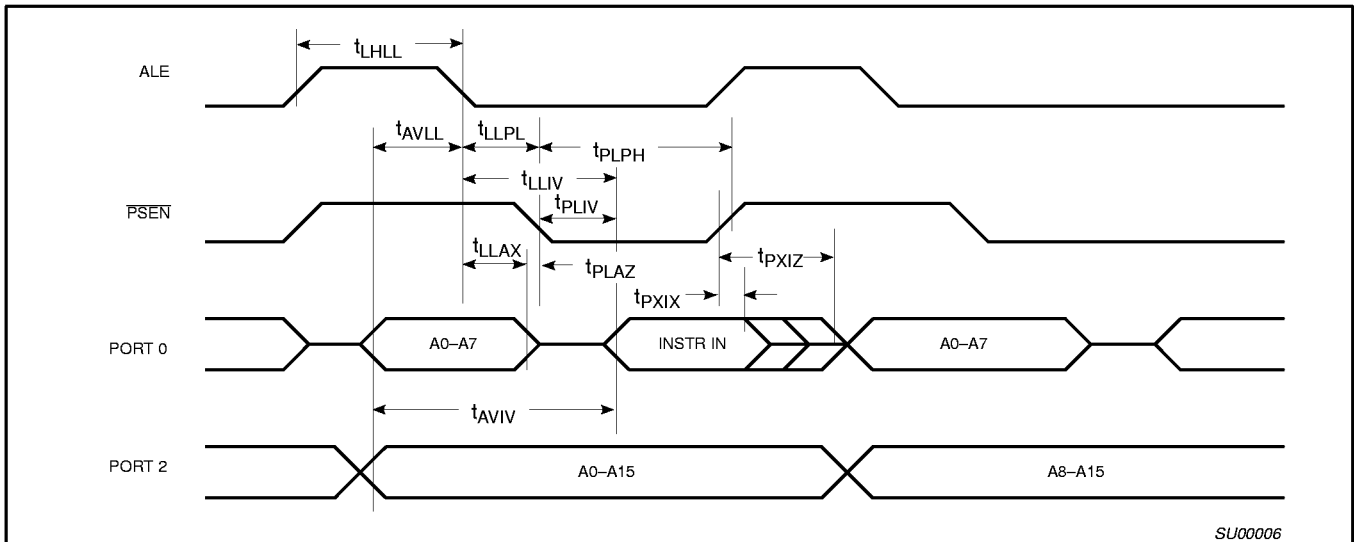 tLHLL
ALE
tAVLL tLLPL tPLPH
tLLIV
PSEN tPLIV
tLLAX tPLAZ tPXIZ
tPXIX
PORT 0 A0–A7 INSTR IN A0–A7
tAVIV
PORT 2 A0–A15 A8–A15
SU00006